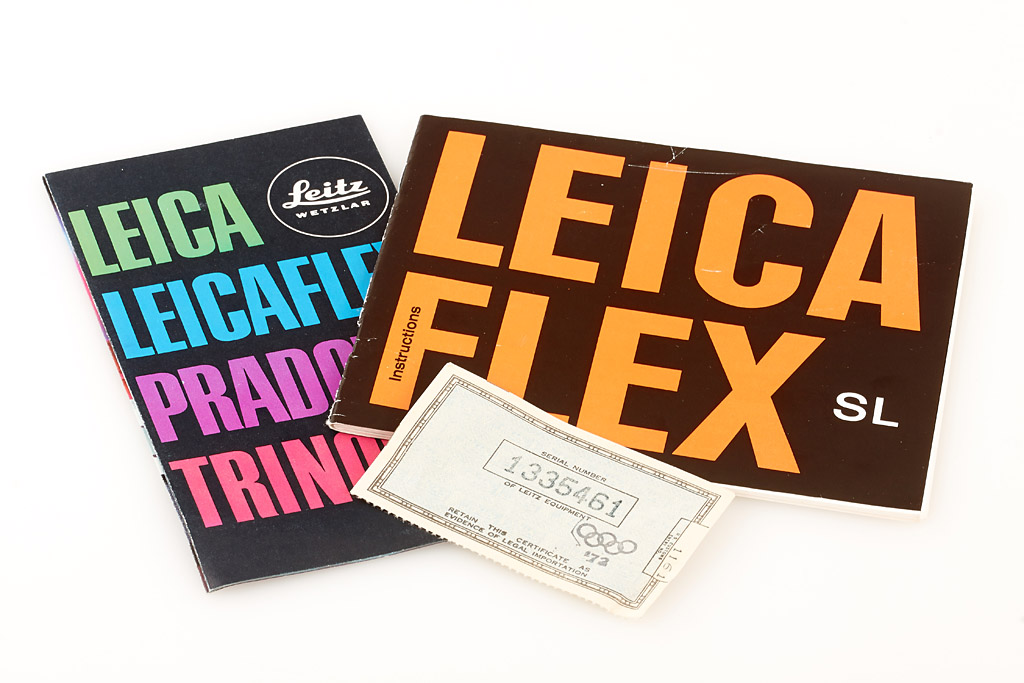 Leitz
WETZLAR
LEICA
LEICAFLE
PRADO
TRINO
LEICA
FLEX
SL
Instructions
SERIAL NUMBER
1335461
OF LEITZ EQUIPMENT
'72
RETAIN THIS CERTIFICATE AS
EVIDENCE OF LEGAL IMPORTATION